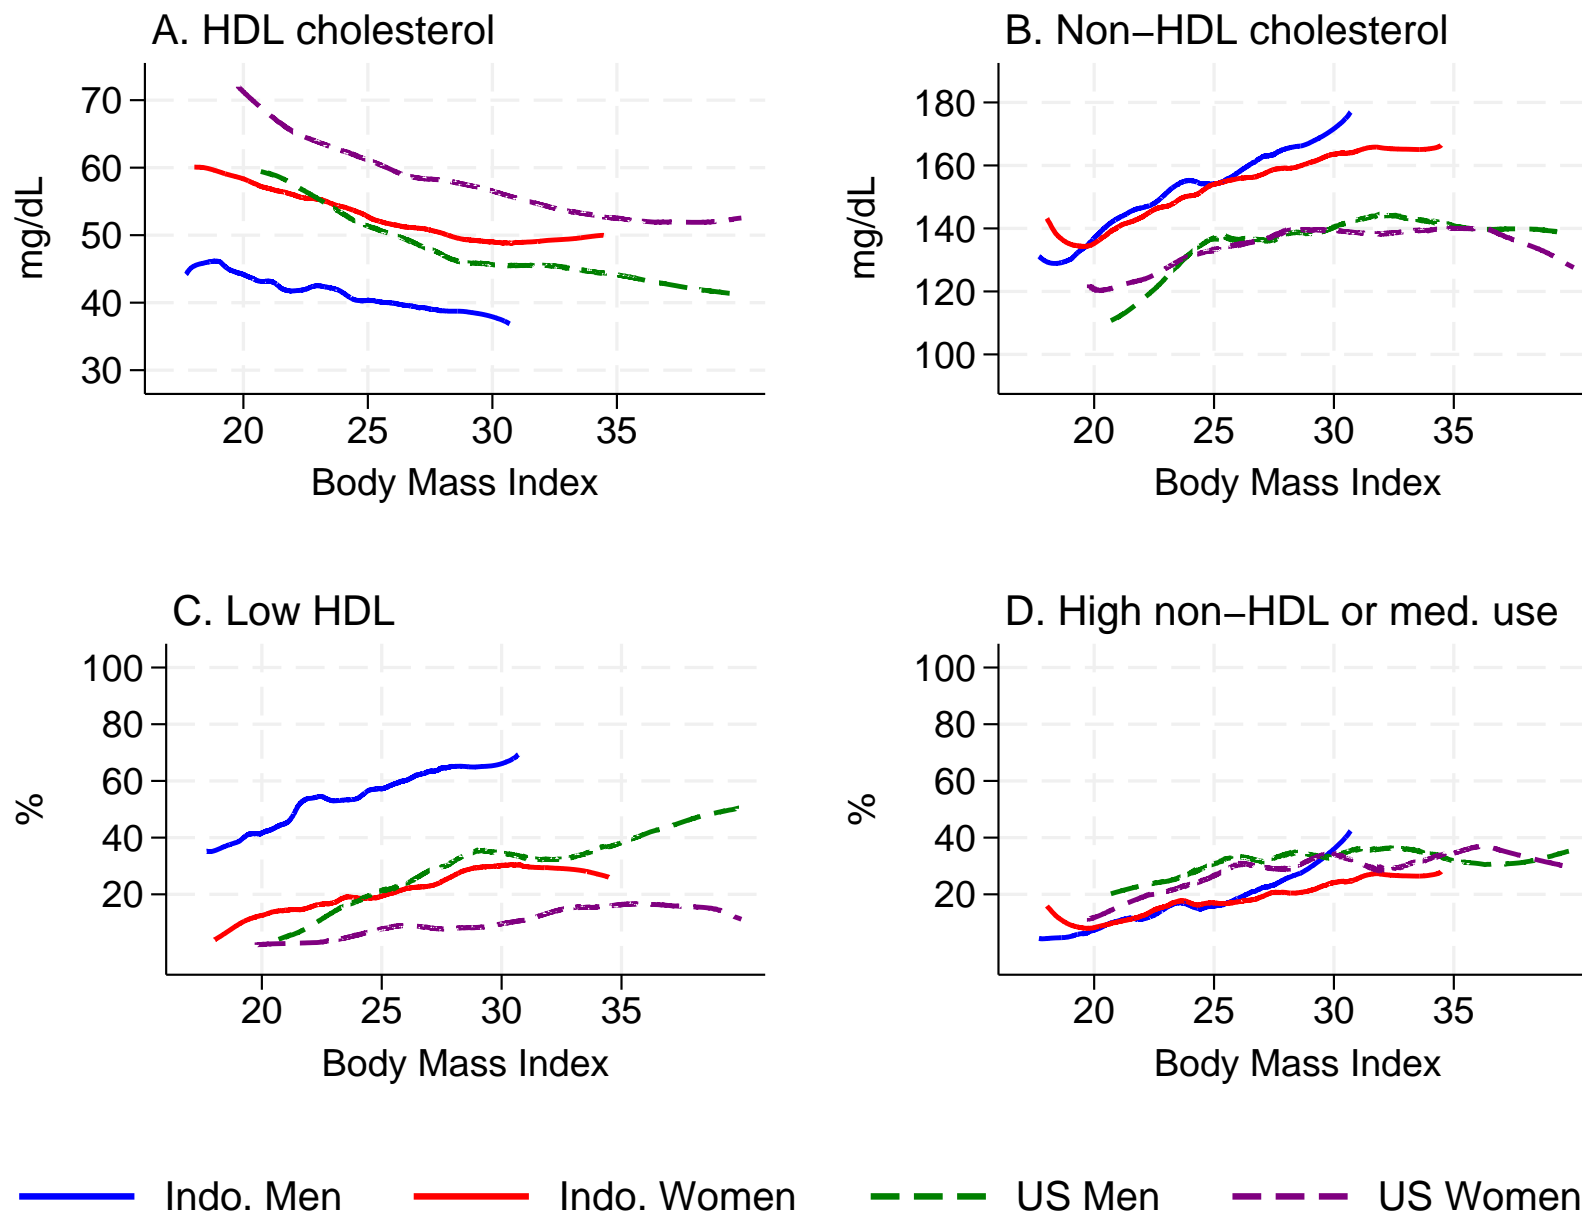 A. HDL cholesterol
mg/dL
70
60
50
40
30
20 25 30 35
Body Mass Index
B. Non−HDL cholesterol
mg/dL
180
160
140
120
100
20 25 30 35
Body Mass Index
C. Low HDL
%
100
80
60
40
20
20 25 30 35
Body Mass Index
D. High non−HDL or med. use
%
100
80
60
40
20
20 25 30 35
Body Mass Index
Indo. Men Indo. Women US Men US Women